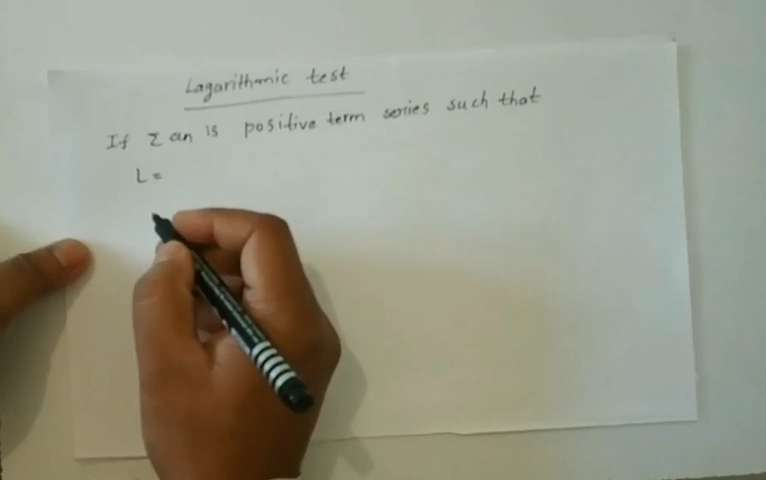 Lagarithmic test
If Σ an is positive term series such that
L =